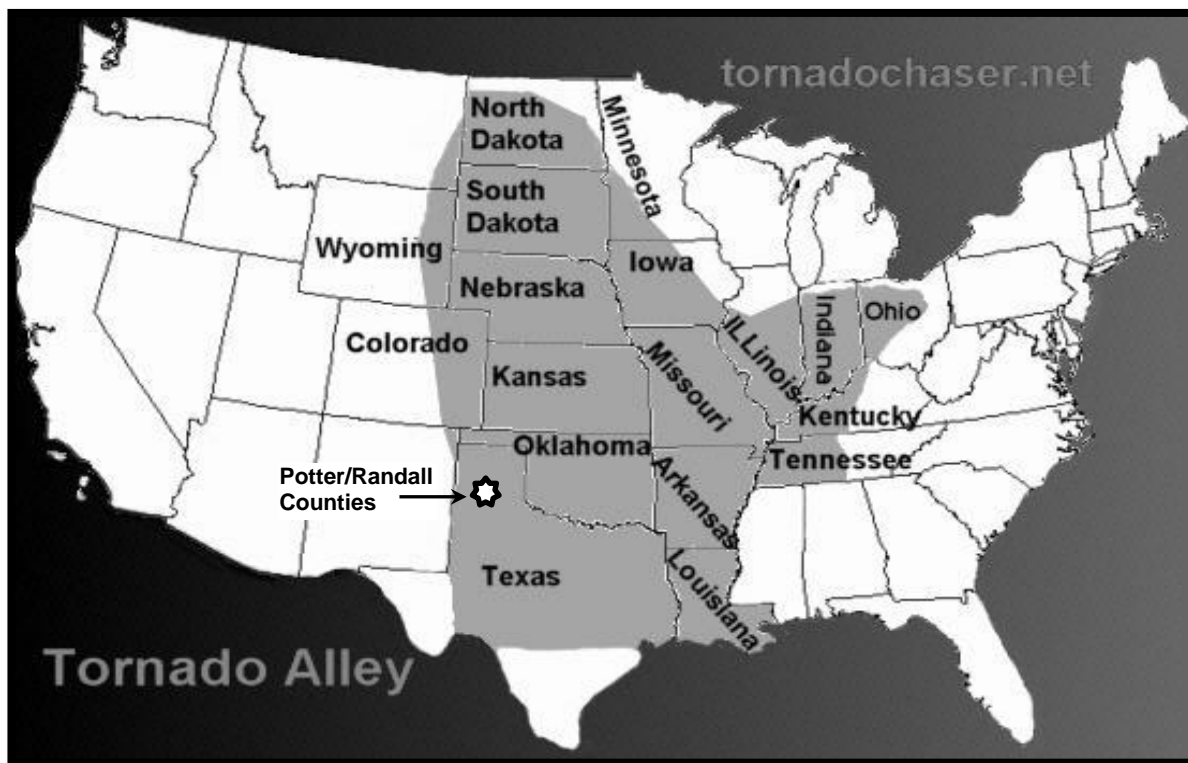 tornadochaser.net
North
Dakota
Minnesota
South
Dakota
Wyoming
Iowa
Nebraska
Ohio
Indiana
ILLinois
Colorado
Missouri
Kansas
Kentucky
Oklahoma
Tennessee
Arkansas
Potter/Randall
Counties
Texas
Louisiana
Tornado Alley